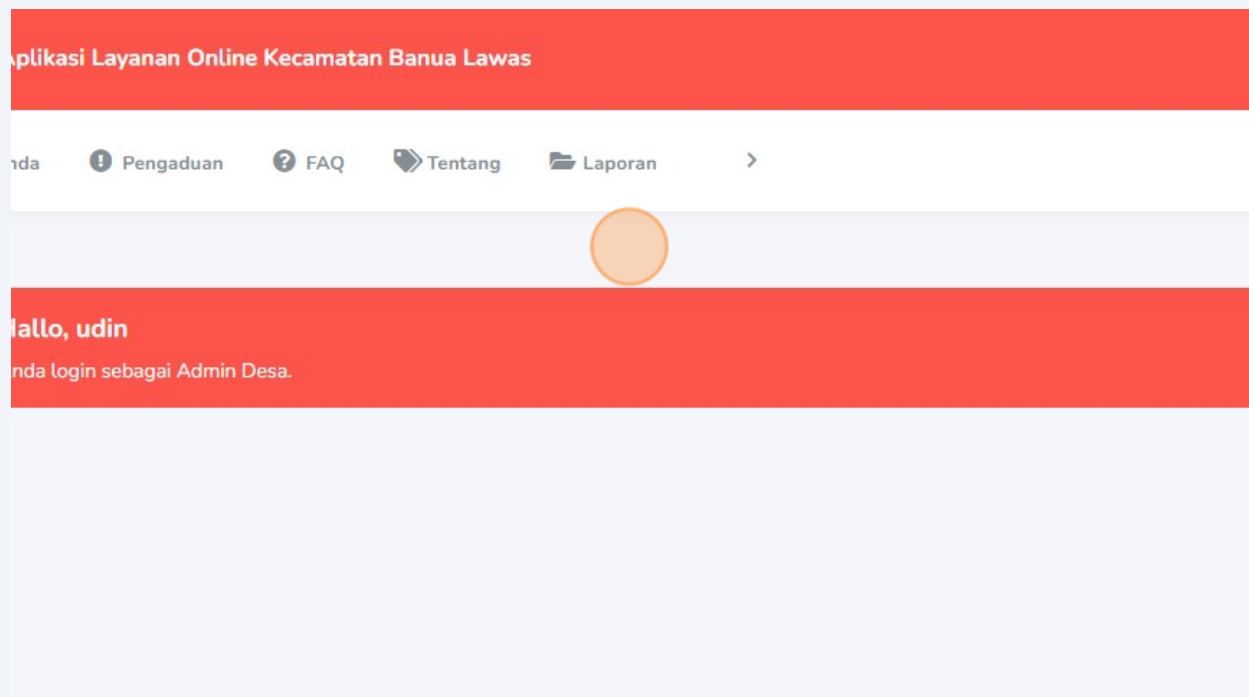 plikasi Layanan Online Kecamatan Banua Lawas
nda Pengaduan FAQ Tentang Laporan
Hallo, udin
nda login sebagai Admin Desa.